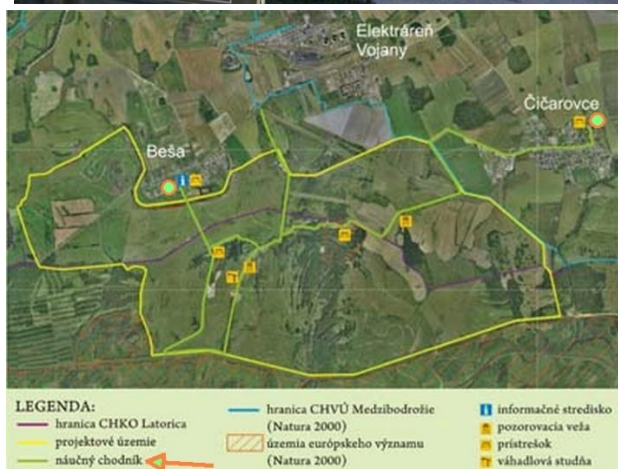 Elektráreň
Vojany
Čičarovce
Beša
LEGENDA:
hranica CHKO Latorica
projektové územie
náučný chodník
hranica CHVÚ Medzibodrožie
(Natura 2000)
územia európskeho významu
(Natura 2000)
informačné stredisko
pozorovacia veža
prístrešok
váhadlová studňa